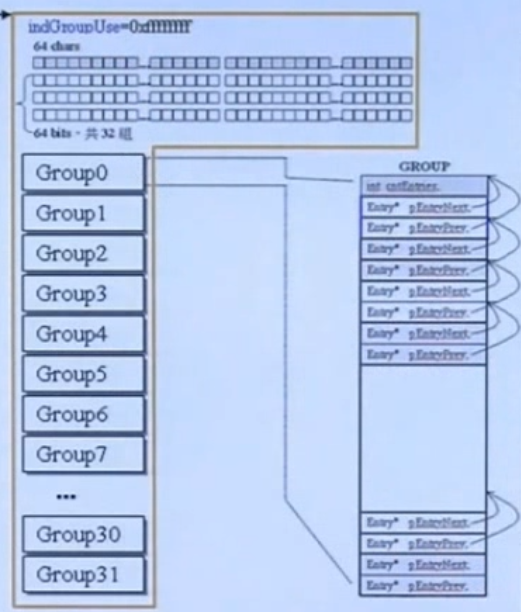 indGroupUse=0xffffffff
64 chars
64 bits - 共 32 組
Group0
Group1
Group2
Group3
Group4
Group5
Group6
Group7
...
Group30
Group31
GROUP
int cntEntries;
Entry* pEntryNext;
Entry* pEntryPrev;
Entry* pEntryNext;
Entry* pEntryPrev;
Entry* pEntryNext;
Entry* pEntryPrev;
Entry* pEntryNext;
Entry* pEntryPrev;
Entry* pEntryNext;
Entry* pEntryPrev;
Entry* pEntryNext;
Entry* pEntryPrev;